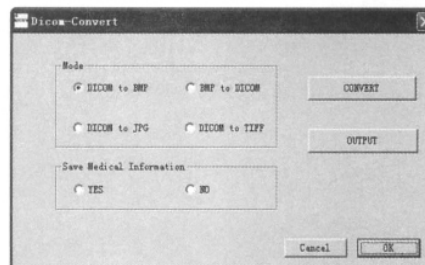 Dicom-Convert
Mode
DICOM to BMP
BMP to DICOM
CONVERT
DICOM to JPG
DICOM to TIFF
OUTPUT
Save Medical Information
YES
NO
Cancel
OK